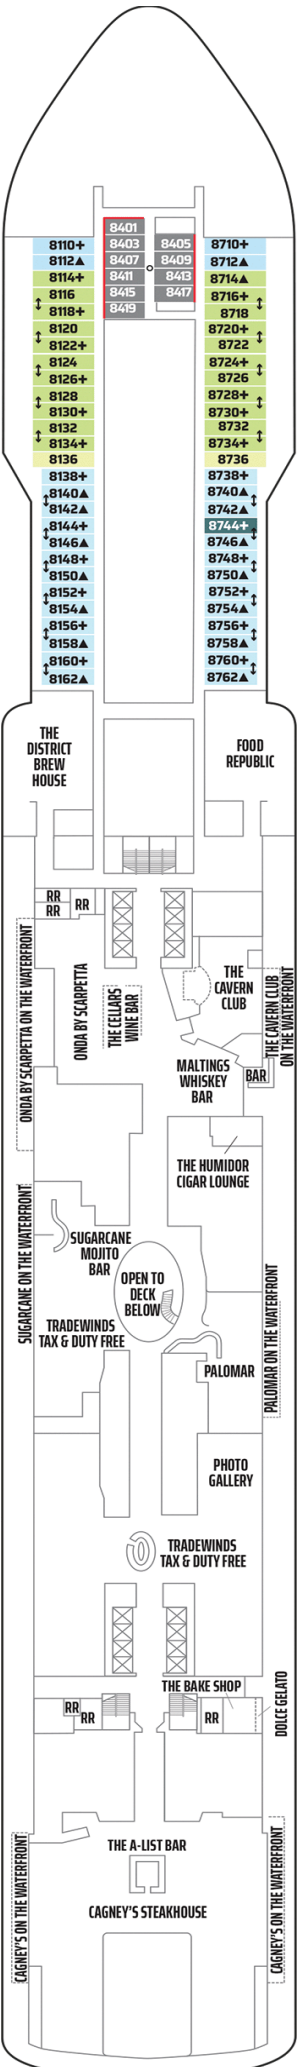 8401
8403
8405
8407
8409
8411
8413
8415
8417
8419
8110+
8112▲
8114+
8116
8118+
8120
8122+
8124
8126+
8128
8130+
8132
8134+
8136
8138+
8140▲
8142▲
8144+
8146▲
8148+
8150▲
8152+
8154▲
8156+
8158▲
8160+
8162▲
8710+
8712▲
8714▲
8716+
8718
8720+
8722
8724+
8726
8728+
8730+
8732
8734+
8736
8738+
8740▲
8742▲
8744+
8746▲
8748+
8750▲
8752+
8754▲
8756+
8758▲
8760+
8762▲
THE
DISTRICT
BREW
HOUSE
FOOD
REPUBLIC
RR
RR
RR
ONDA BY SCARPETTA ON THE WATERFRONT
ONDA BY SCARPETTA
THE CELLARS
WINE BAR
THE
CAVERN
CLUB
THE CAVERN CLUB
ON THE WATERFRONT
MALTINGS
WHISKEY
BAR
BAR
THE HUMIDOR
CIGAR LOUNGE
SUGARCANE ON THE WATERFRONT
SUGARCANE
MOJITO
BAR
OPEN TO
DECK
BELOW
TRADEWINDS
TAX & DUTY FREE
PALOMAR
PALOMAR ON THE WATERFRONT
PHOTO
GALLERY
TRADEWINDS
TAX & DUTY FREE
THE BAKE SHOP
DOLCE GELATO
RR
RR
RR
CAGNEY'S ON THE WATERFRONT
THE A-LIST BAR
CAGNEY'S STEAKHOUSE
CAGNEY'S ON THE WATERFRONT